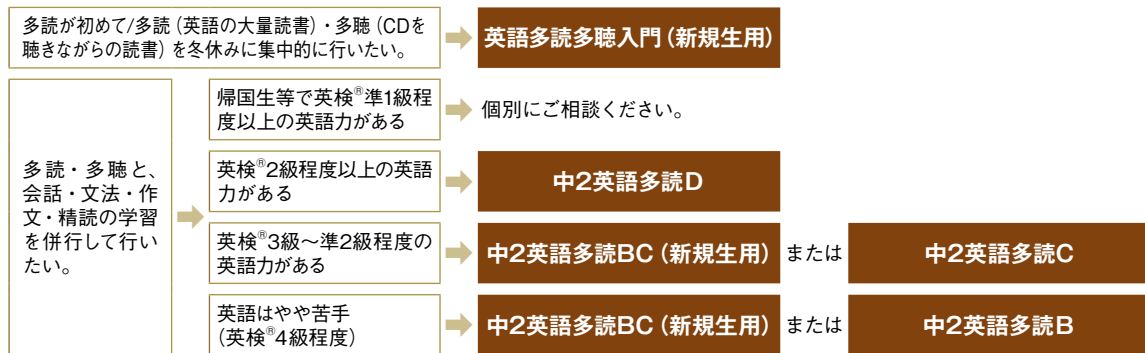 多読が初めて/多読（英語の大量読書）・多聴（CDを
聴きながらの読書）を冬休みに集中的に行いたい。
英語多読多聴入門（新規生用）
多読・多聴と、
会話・文法・作
文・精読の学習
を併行して行い
たい。
帰国生等で英検®準1級程
度以上の英語力がある
個別にご相談ください。
英検®2級程度以上の英語
力がある
中2英語多読D
英検®3級〜準2級程度の
英語力がある
中2英語多読BC（新規生用） または 中2英語多読C
英語はやや苦手
（英検®4級程度）
中2英語多読BC（新規生用） または 中2英語多読B